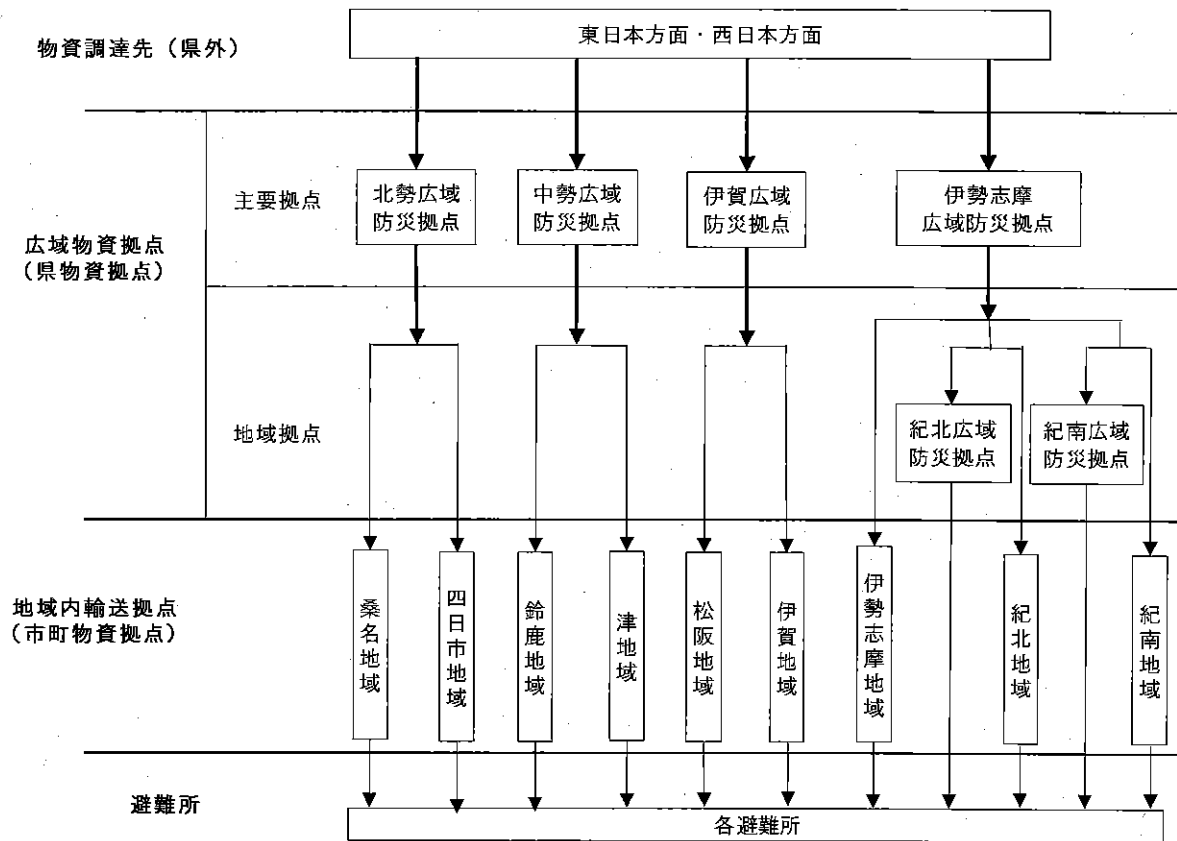 物資調達先（県外）
東日本方面・西日本方面
広域物資拠点
（県物資拠点）
主要拠点
北勢広域
防災拠点
中勢広域
防災拠点
伊賀広域
防災拠点
伊勢志摩
広域防災拠点
地域拠点
紀北広域
防災拠点
紀南広域
防災拠点
地域内輸送拠点
（市町物資拠点）
桑名地域
四日市地域
鈴鹿地域
津地域
松阪地域
伊賀地域
伊勢志摩地域
紀北地域
紀南地域
避難所
各避難所